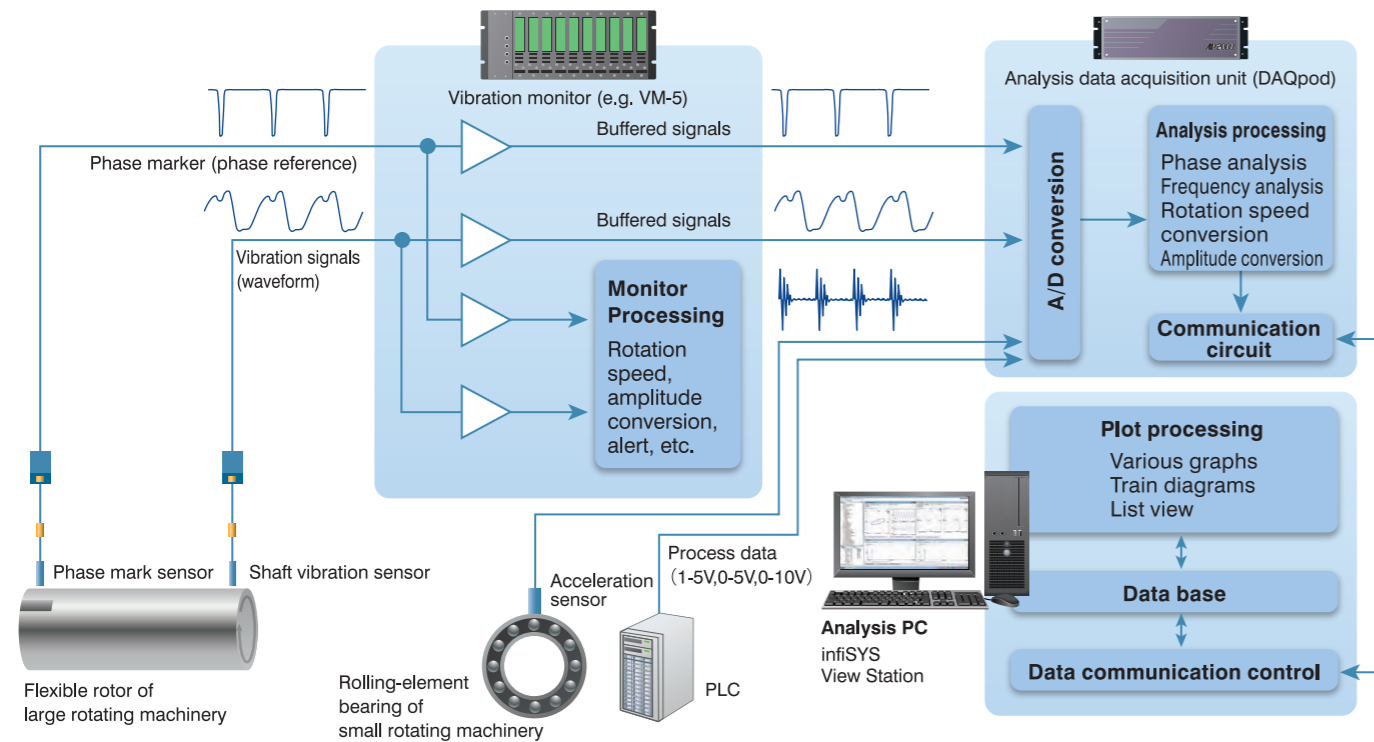 Vibration monitor (e.g. VM-5)
Buffered signals
Phase marker (phase reference)
Buffered signals
Vibration signals
(waveform)
Monitor
Processing
Rotation
speed,
amplitude
conversion,
alert, etc.
Phase mark sensor
Shaft vibration sensor
Flexible rotor of
large rotating machinery
Acceleration
sensor
Rolling-element
bearing of
small rotating machinery
Process data
(1-5V,0-5V,0-10V)
PLC
Analysis data acquisition unit (DAQpod)
A/D conversion
Analysis processing
Phase analysis
Frequency analysis
Rotation speed
conversion
Amplitude conversion
Communication
circuit
Plot processing
Various graphs
Train diagrams
List view
Data base
Data communication control
Analysis PC
infiSYS
View Station